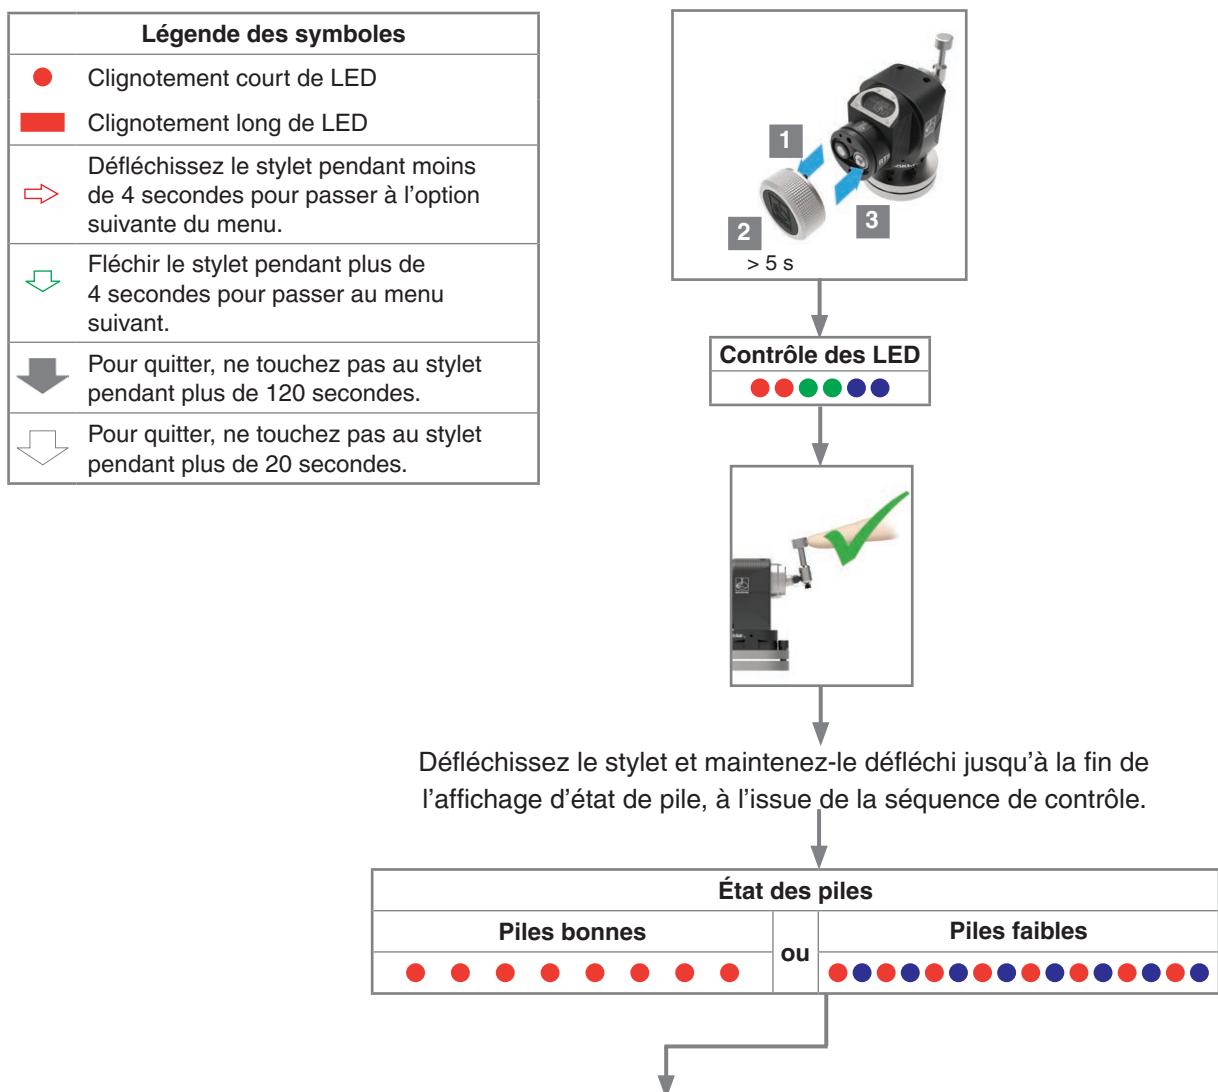 Légende des symboles
Clignotement court de LED
Clignotement long de LED
Défléchissez le stylet pendant moins
de 4 secondes pour passer à l’option
suivante du menu.
Fléchir le stylet pendant plus de
4 secondes pour passer au menu
suivant.
Pour quitter, ne touchez pas au stylet
pendant plus de 120 secondes.
Pour quitter, ne touchez pas au stylet
pendant plus de 20 secondes.
1
2
3
> 5 s
Contrôle des LED
Défléchissez le stylet et maintenez-le défléchi jusqu’à la fin de
l’affichage d’état de pile, à l’issue de la séquence de contrôle.
État des piles
Piles bonnes
ou
Piles faibles